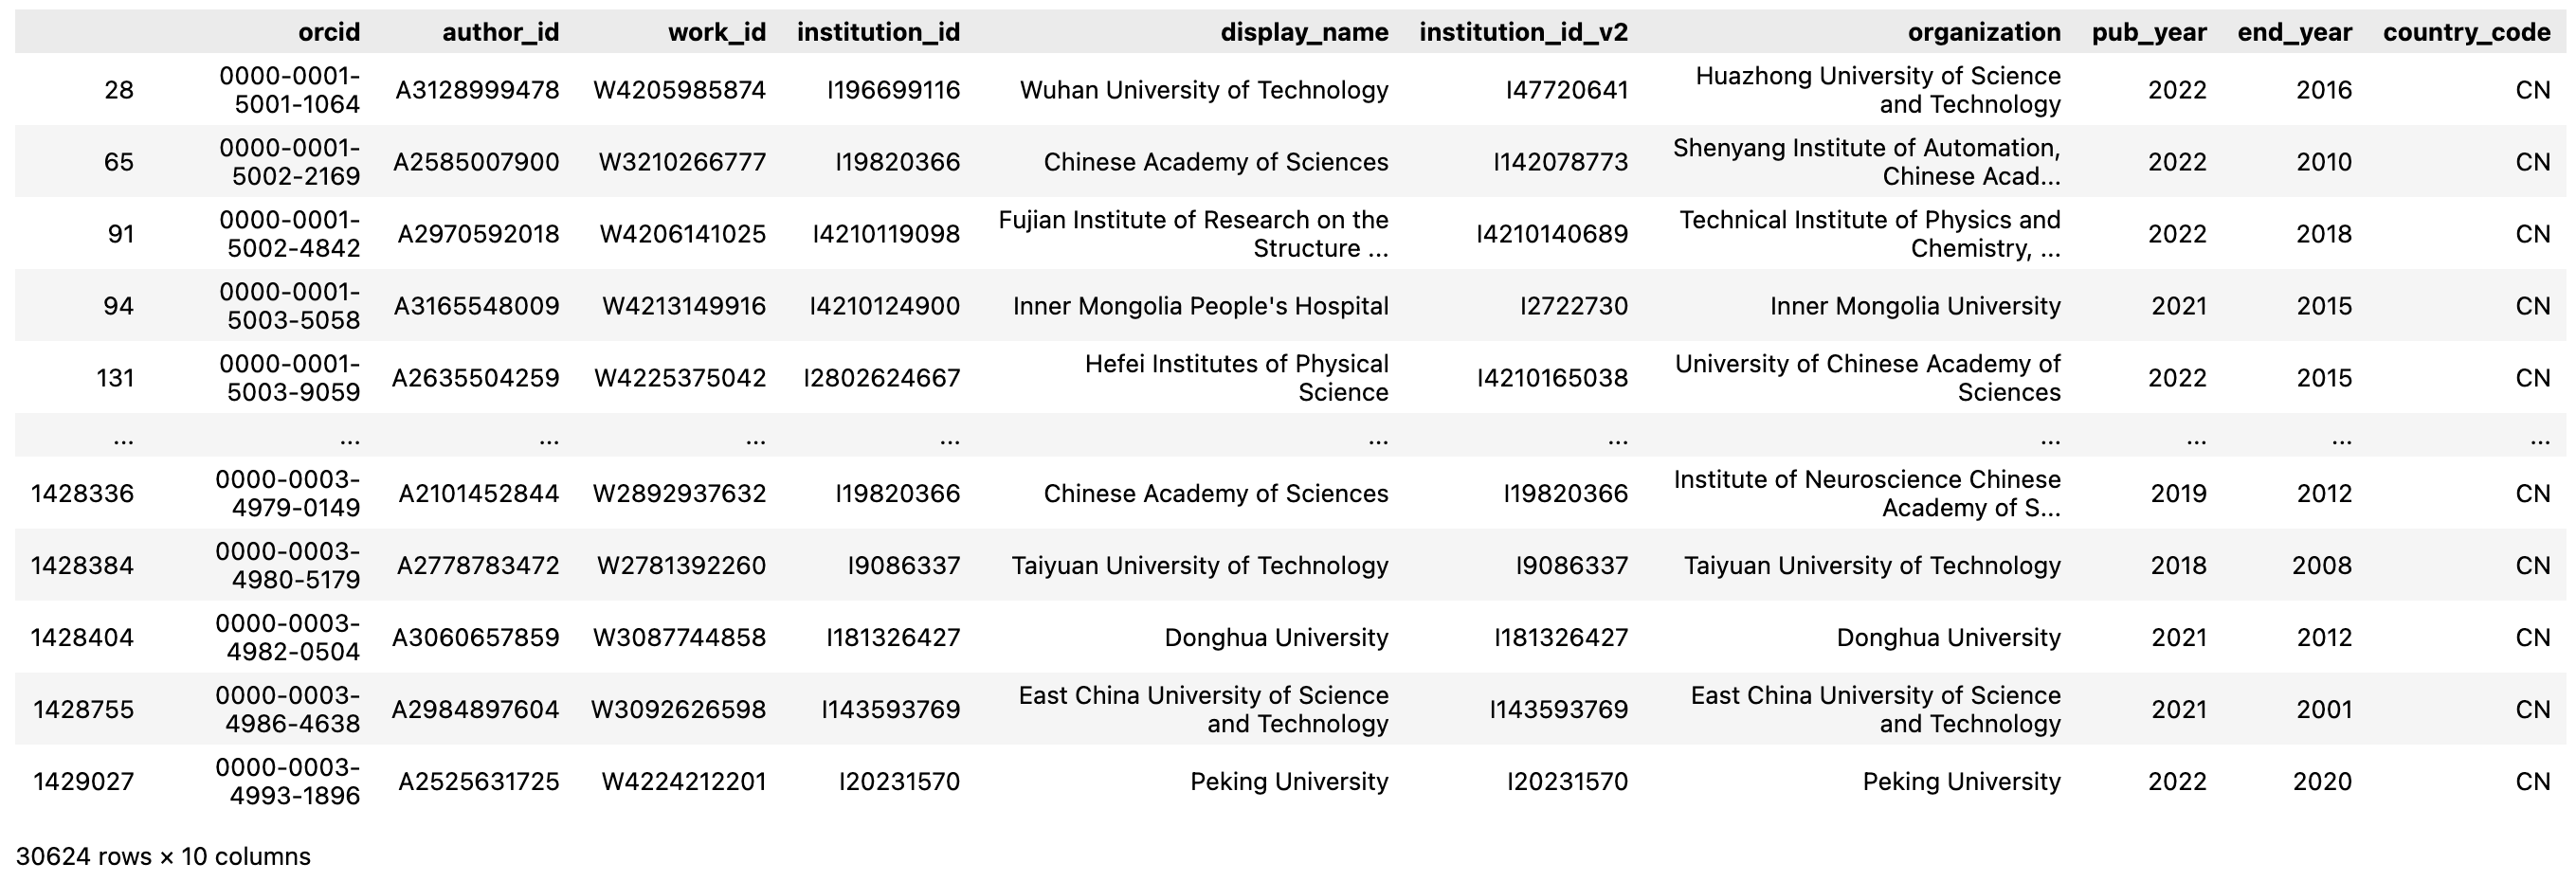 orcid author_id work_id institution_id display_name institution_id_v2 organization pub_year end_year country_code
28 0000-0001-5001-1064 A3128999478 W4205985874 I196699116 Wuhan University of Technology I47720641 Huazhong University of Science and Technology 2022 2016 CN
65 0000-0001-5002-2169 A2585007900 W3210266777 I19820366 Chinese Academy of Sciences I142078773 Shenyang Institute of Automation, Chinese Acad... 2022 2010 CN
91 0000-0001-5002-4842 A2970592018 W4206141025 I4210119098 Fujian Institute of Research on the Structure ... I4210140689 Technical Institute of Physics and Chemistry, ... 2022 2018 CN
94 0000-0001-5003-5058 A3165548009 W4213149916 I4210124900 Inner Mongolia People's Hospital I2722730 Inner Mongolia University 2021 2015 CN
131 0000-0001-5003-9059 A2635504259 W4225375042 I2802624667 Hefei Institutes of Physical Science I4210165038 University of Chinese Academy of Sciences 2022 2015 CN
... ... ... ... ... ... ... ... ... ... ...
1428336 0000-0003-4979-0149 A2101452844 W2892937632 I19820366 Chinese Academy of Sciences I19820366 Institute of Neuroscience Chinese Academy of S... 2019 2012 CN
1428384 0000-0003-4980-5179 A2778783472 W2781392260 I9086337 Taiyuan University of Technology I9086337 Taiyuan University of Technology 2018 2008 CN
1428404 0000-0003-4982-0504 A3060657859 W3087744858 I181326427 Donghua University I181326427 Donghua University 2021 2012 CN
1428755 0000-0003-4986-4638 A2984897604 W3092626598 I143593769 East China University of Science and Technology I143593769 East China University of Science and Technology 2021 2001 CN
1429027 0000-0003-4993-1896 A2525631725 W4224212201 I20231570 Peking University I20231570 Peking University 2022 2020 CN
30624 rows × 10 columns